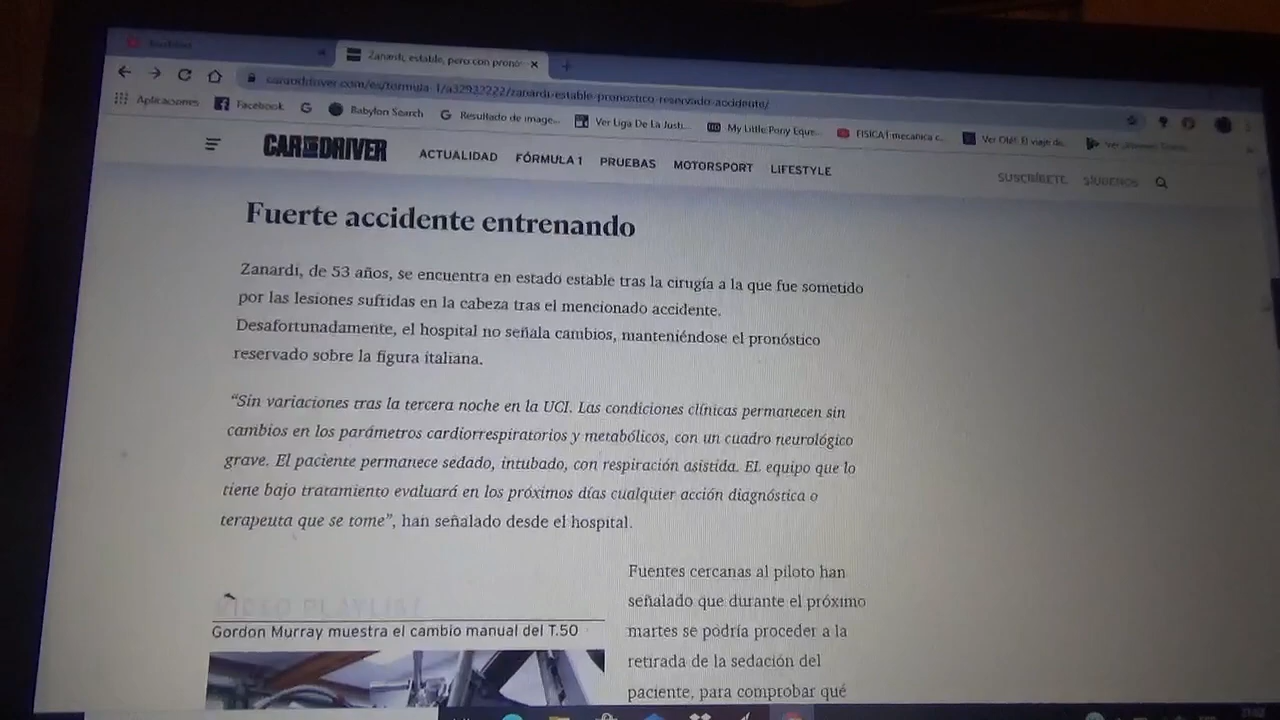 Zanardi, estable, pero con pronó
caranddriver.com/es/formula-1/a32932222/zanardi-estable-pronostico-reservado-accidente/
Aplicaciones Facebook Babylon Search Resultado de image... Ver Liga De La Justi... My Little Pony Eque... FISICA I mecanica c... Ver Olé!: El viaje de...
CAR AND DRIVER ACTUALIDAD FÓRMULA 1 PRUEBAS MOTORSPORT LIFESTYLE SUSCRÍBETE SÍGUENOS
Fuerte accidente entrenando
Zanardi, de 53 años, se encuentra en estado estable tras la cirugía a la que fue sometido
por las lesiones sufridas en la cabeza tras el mencionado accidente.
Desafortunadamente, el hospital no señala cambios, manteniéndose el pronóstico
reservado sobre la figura italiana.
“Sin variaciones tras la tercera noche en la UCI. Las condiciones clínicas permanecen sin
cambios en los parámetros cardiorrespiratorios y metabólicos, con un cuadro neurológico
grave. El paciente permanece sedado, intubado, con respiración asistida. EL equipo que lo
tiene bajo tratamiento evaluará en los próximos días cualquier acción diagnóstica o
terapeuta que se tome”, han señalado desde el hospital.
VIDEO PLAYLIST
Gordon Murray muestra el cambio manual del T.50
Fuentes cercanas al piloto han
señalado que durante el próximo
martes se podría proceder a la
retirada de la sedación del
paciente, para comprobar qué